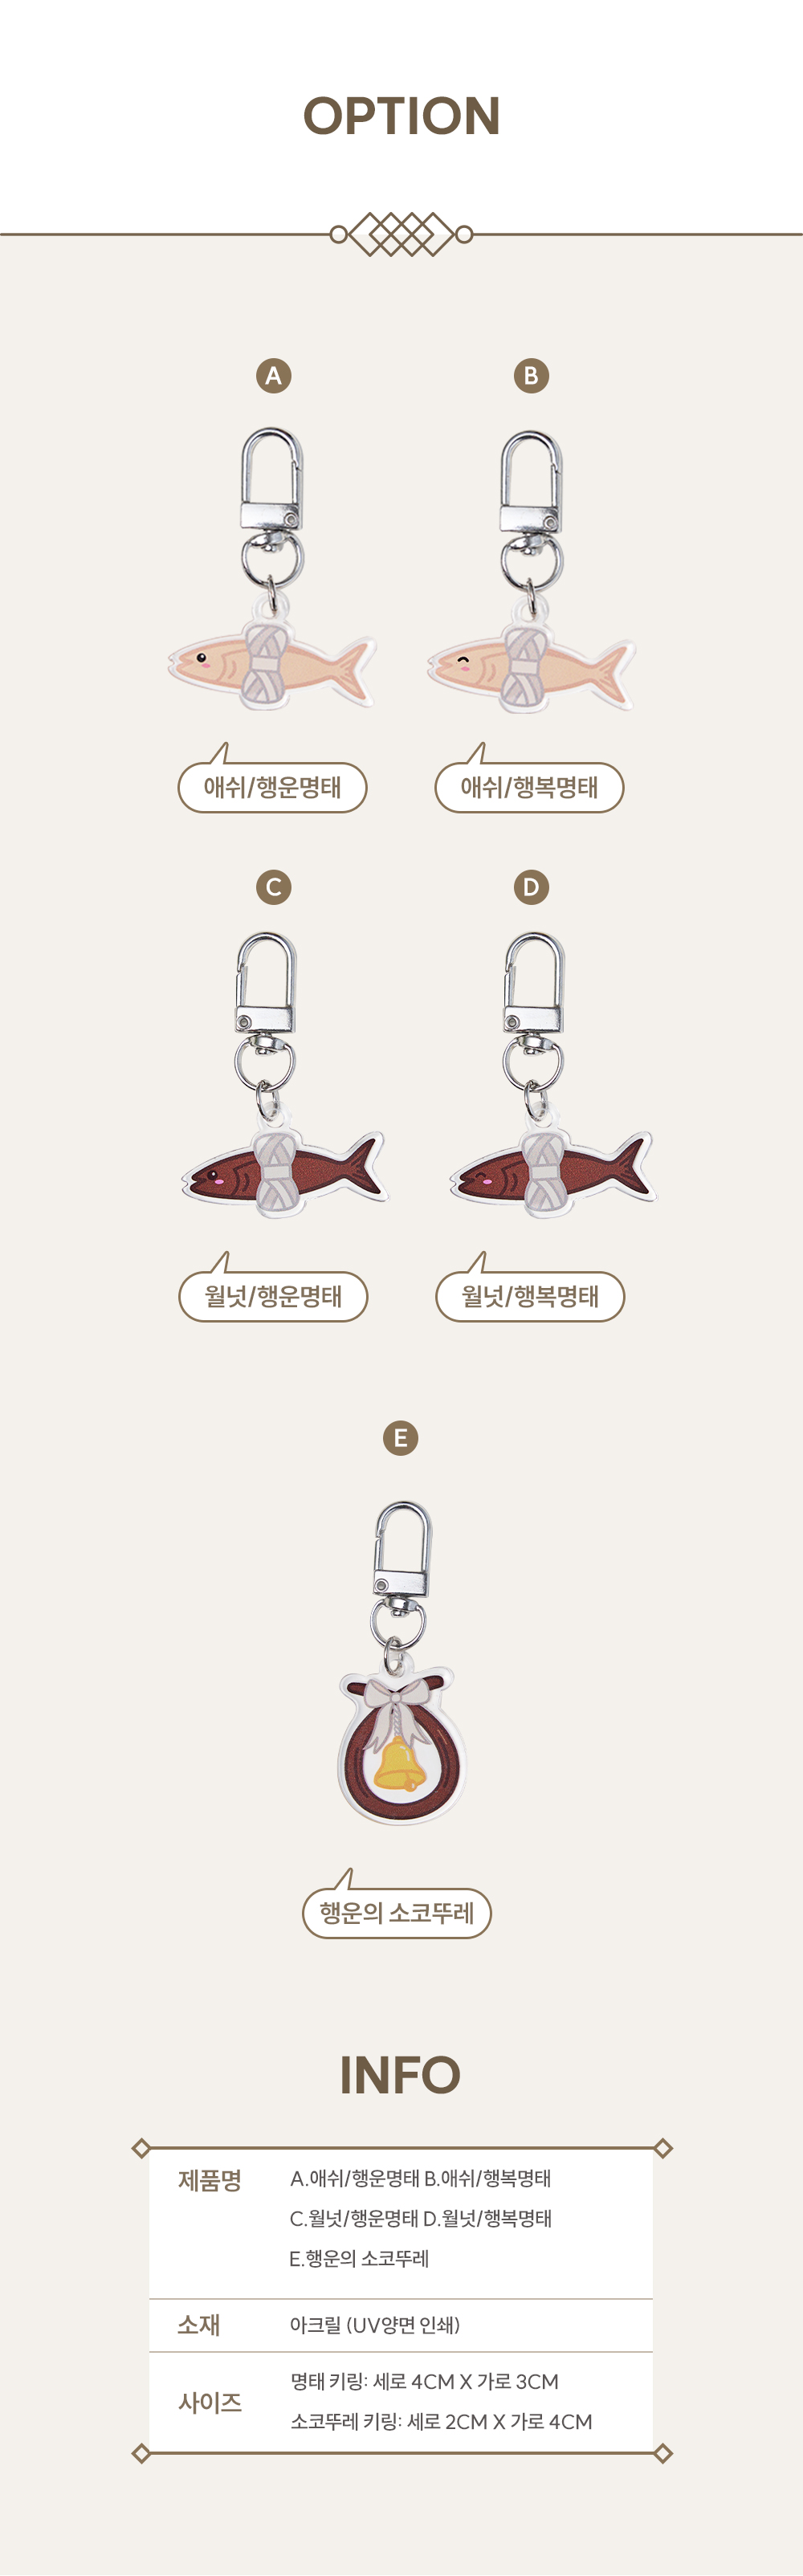 OPTION
A
B
애쉬/행운명태
애쉬/행복명태
C
D
월넛/행운명태
월넛/행복명태
E
행운의 소코뚜레
INFO
제품명
A.애쉬/행운명태 B.애쉬/행복명태
C.월넛/행운명태 D.월넛/행복명태
E.행운의 소코뚜레
소재
아크릴 (UV양면 인쇄)
사이즈
명태 키링: 세로 4CM X 가로 3CM
소코뚜레 키링: 세로 2CM X 가로 4CM